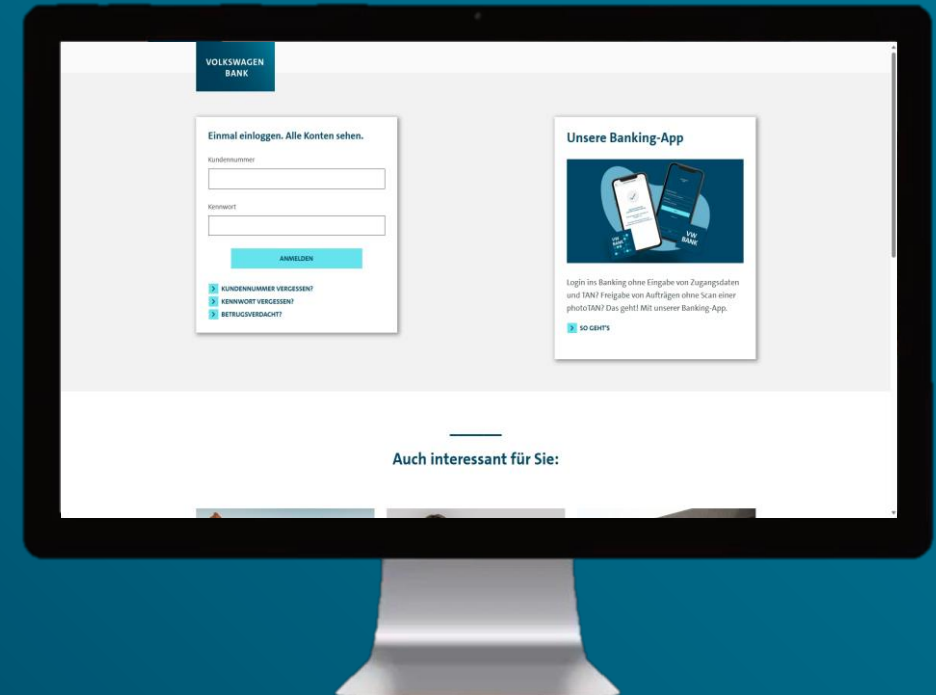 VOLKSWAGEN
BANK
Einmal einloggen. Alle Konten sehen.
Kundennummer
Kennwort
ANMELDEN
KUNDENNUMMER VERGESSEN?
KENNWORT VERGESSEN?
BETRUGSVERDACHT?
Unsere Banking-App
VW
BANK
Login ins Banking ohne Eingabe von Zugangsdaten
und TAN? Freigabe von Aufträgen ohne Scan einer
photoTAN? Das geht! Mit unserer Banking-App.
SO GEHT'S
Auch interessant für Sie: